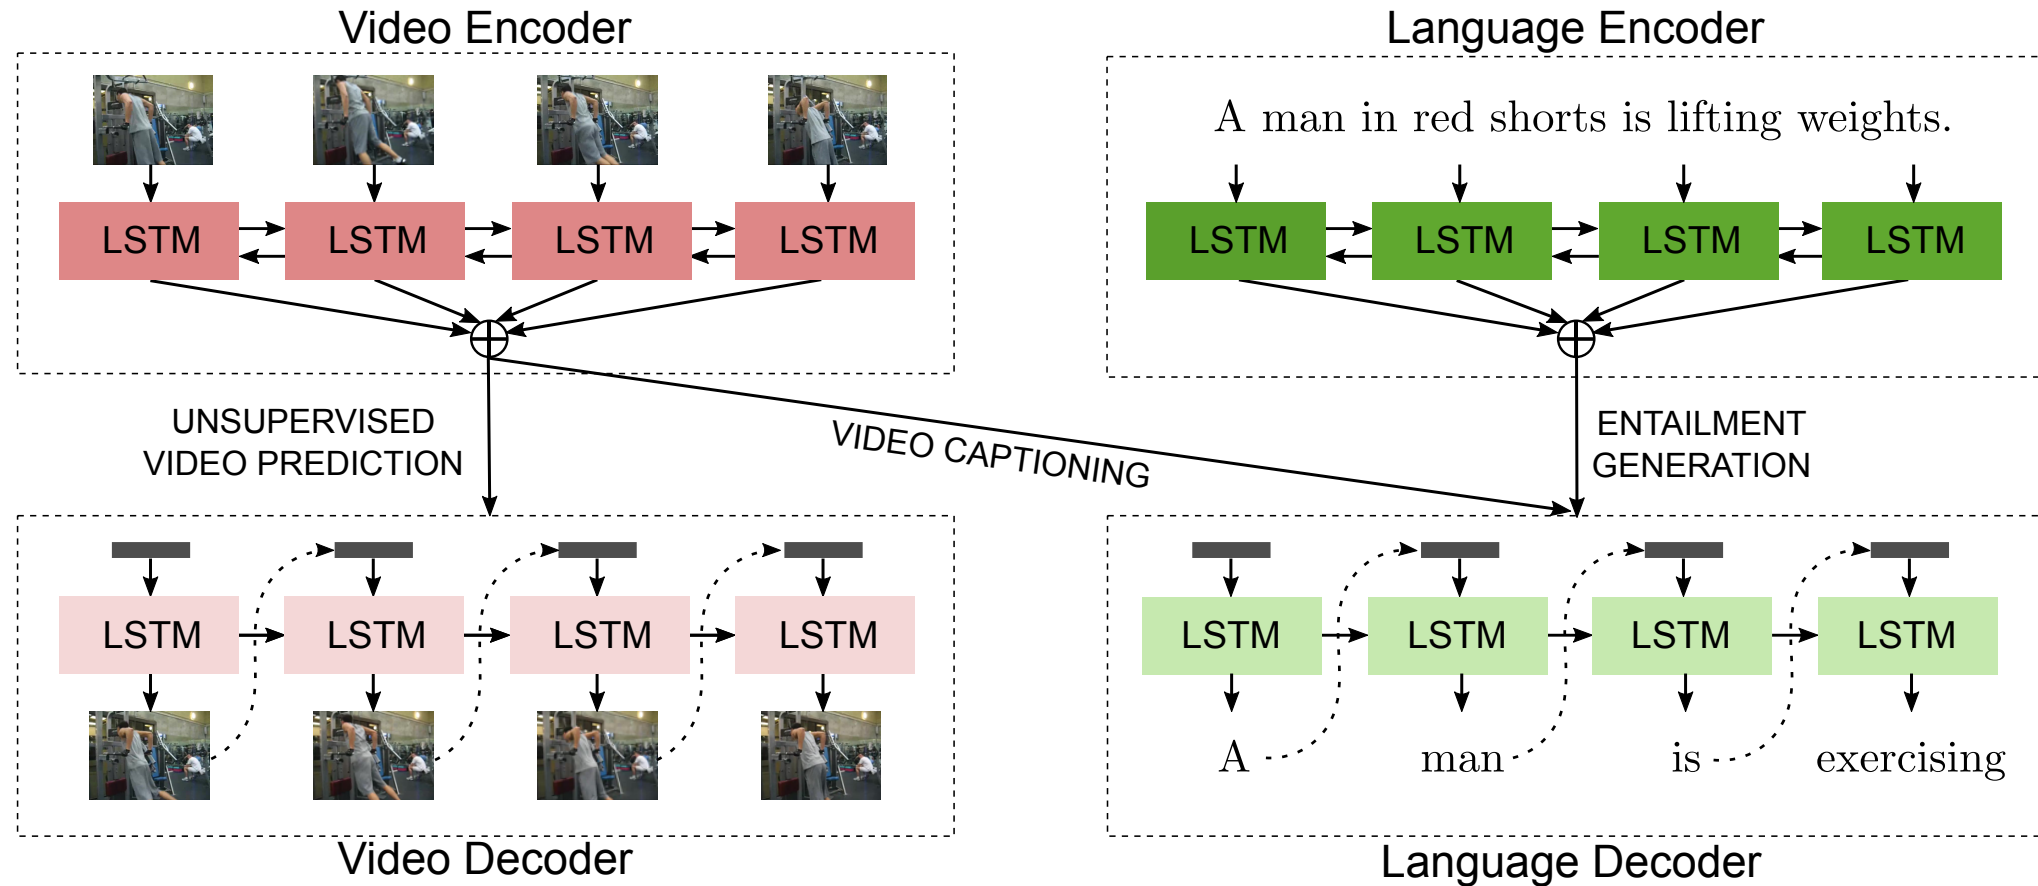 Video Encoder
Language Encoder
A man in red shorts is lifting weights.
LSTM LSTM LSTM LSTM
LSTM LSTM LSTM LSTM
UNSUPERVISED
VIDEO PREDICTION
VIDEO CAPTIONING
ENTAILMENT
GENERATION
LSTM LSTM LSTM LSTM
LSTM LSTM LSTM LSTM
A man is exercising
Video Decoder
Language Decoder